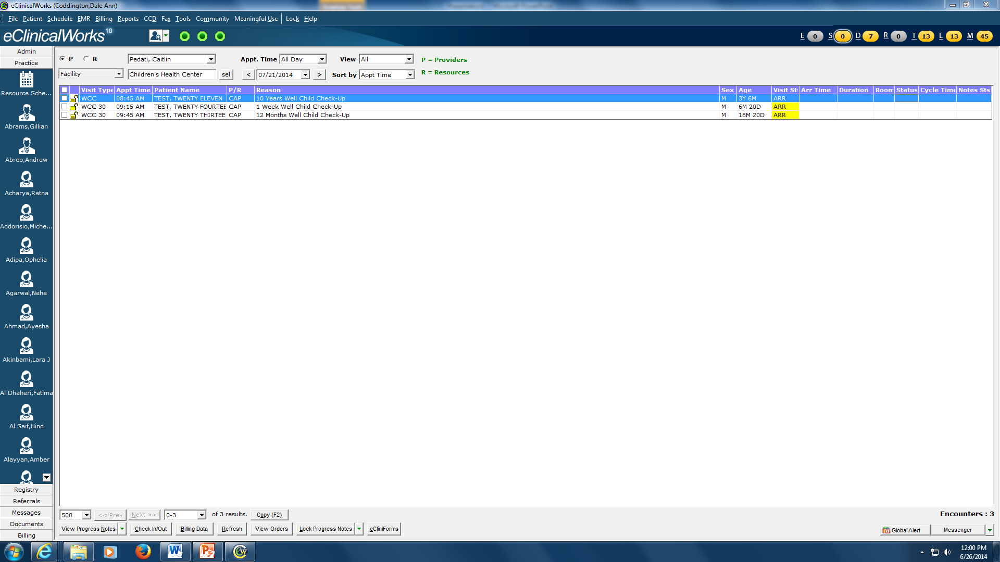 eClinicalWorks (Coddington,Dale Ann)
File Patient Schedule EMR Billing Reports CCD Fax Tools Community Meaningful Use Lock Help
eClinicalWorks 10
E 0 S 0 D 7 R 0 T 13 L 13 M 45
Admin
Practice
Resource Sche...
Abrams,Gillian
Abreo,Andrew
Acharya,Ratna
Addorisio,Miche...
Adipa,Ophelia
Agarwal,Neha
Ahmad,Ayesha
Akinbami,Lara J
Al Dhaheri,Fatima
Al Saif,Hind
Alayyan,Amber
Registry
Referrals
Messages
Documents
Billing
P R Pedati, Caitlin Appt. Time All Day View All P = Providers
Facility Children's Health Center sel < 07/21/2014 > Sort by Appt Time R = Resources
Visit Type Appt Time Patient Name P/R Reason Sex Age Visit St Arr Time Duration Room Status Cycle Time Notes Sts
WCC 08:45 AM TEST, TWENTY ELEVEN CAP 10 Years Well Child Check-Up M 3Y 6M ARR
WCC 30 09:15 AM TEST, TWENTY FOURTEE CAP 1 Week Well Child Check-Up M 6M 20D ARR
WCC 30 09:45 AM TEST, TWENTY THIRTEE CAP 12 Months Well Child Check-Up M 18M 20D ARR
500 << Prev Next >> 0-3 of 3 results. Copy (F2) Encounters : 3
View Progress Notes Check In/Out Billing Data Refresh View Orders Lock Progress Notes eCliniForms Global Alert Messenger
12:00 PM
6/26/2014